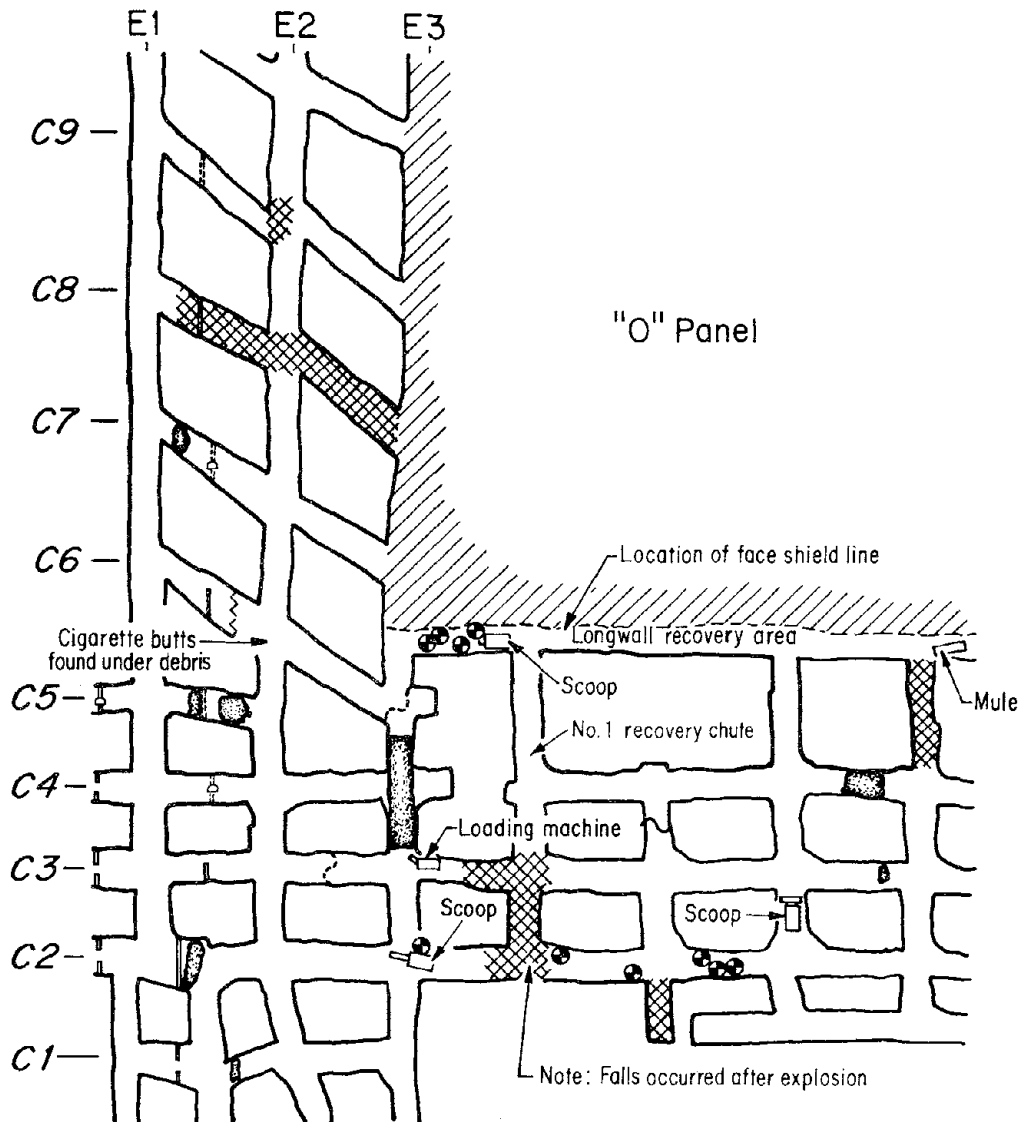 E1 E2 E3
C9
C8
"O" Panel
C7
C6
Location of face shield line
Cigarette butts
found under debris
Longwall recovery area
Scoop
C5
Mule
No. 1 recovery chute
C4
Loading machine
C3
Scoop
Scoop
C2
C1
Note: Falls occurred after explosion